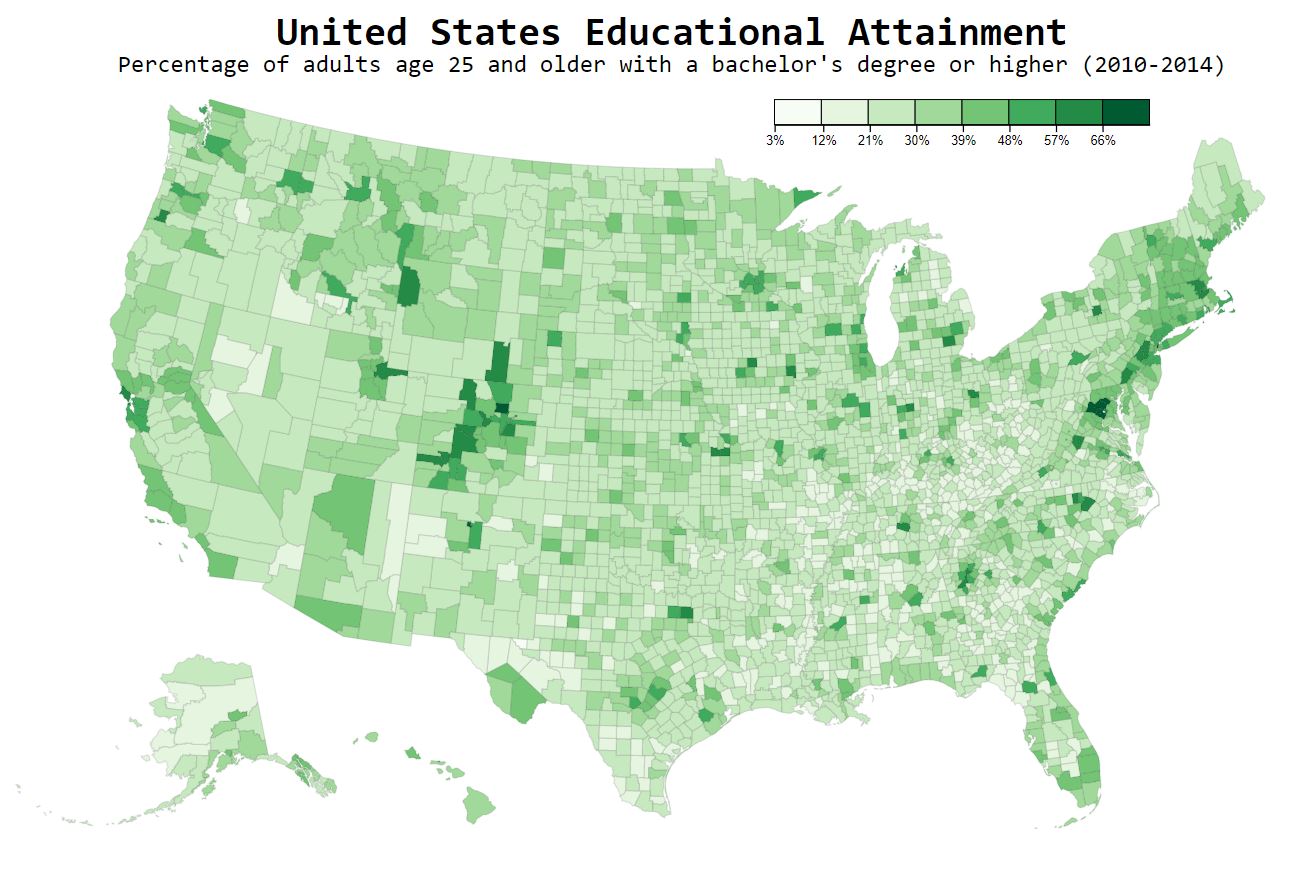 United States Educational Attainment
Percentage of adults age 25 and older with a bachelor's degree or higher (2010-2014)
3% 12% 21% 30% 39% 48% 57% 66%